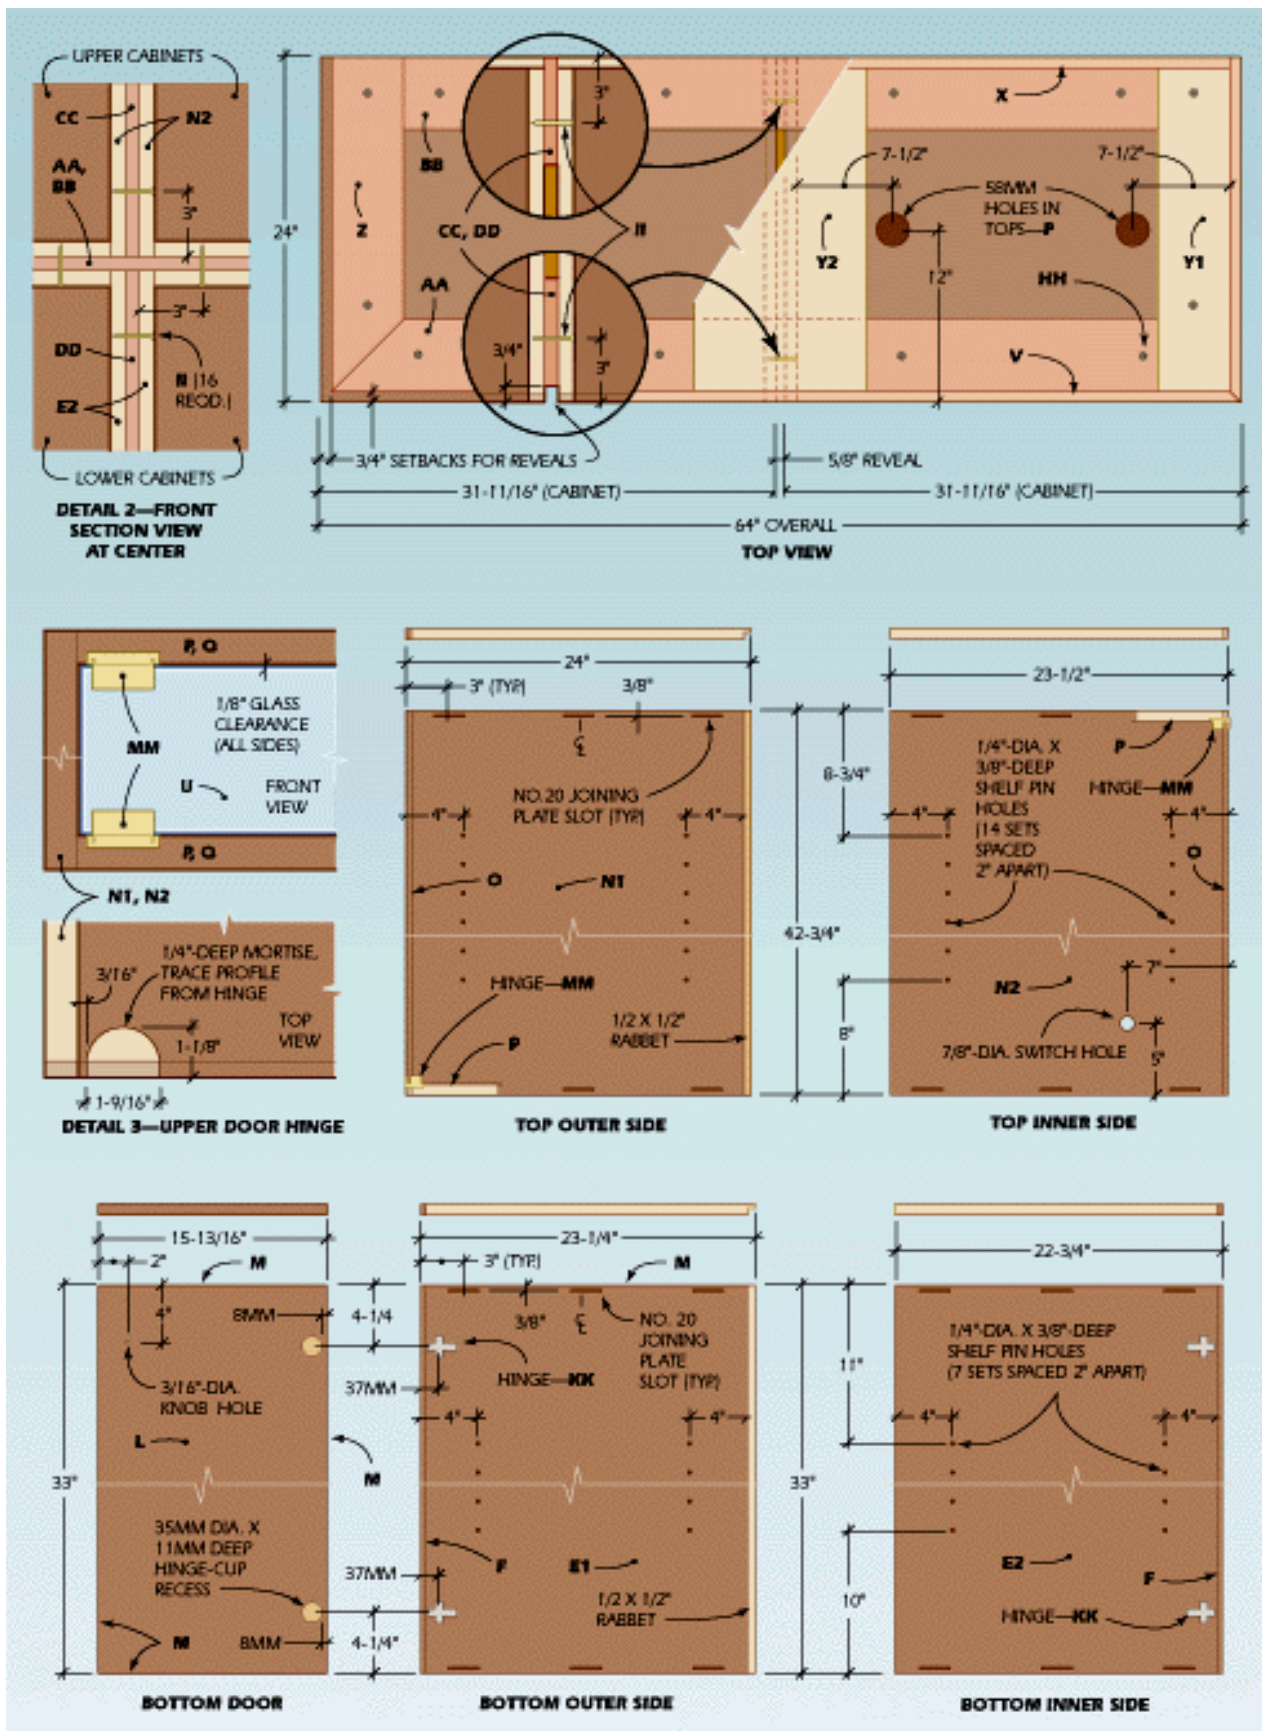 UPPER CABINETS
CC
N2
AA,
BB
3"
3"
DD
II (16
REQD.)
E2
LOWER CABINETS
DETAIL 2—FRONT
SECTION VIEW
AT CENTER
24"
3"
X
BB
7-1/2"
7-1/2"
58MM
HOLES IN
TOPS—P
Z
CC, DD
II
Y2
Y1
AA
12"
HH
3/4"
3"
V
3/4" SETBACKS FOR REVEALS
5/8" REVEAL
31-11/16" (CABINET)
31-11/16" (CABINET)
64" OVERALL
TOP VIEW
P, Q
1/8" GLASS
CLEARANCE
(ALL SIDES)
MM
U
FRONT
VIEW
P, Q
N1, N2
1/4"-DEEP MORTISE,
TRACE PROFILE
FROM HINGE
3/16"
TOP
VIEW
1-1/8"
1-9/16"
DETAIL 3—UPPER DOOR HINGE
24"
3" (TYP.)
3/8"
NO.20 JOINING
PLATE SLOT (TYP.)
4"
4"
O
N1
42-3/4"
HINGE—MM
P
1/2 X 1/2"
RABBET
TOP OUTER SIDE
23-1/2"
8-3/4"
1/4"-DIA. X
3/8"-DEEP
SHELF PIN
HOLES
(14 SETS
SPACED
2" APART)
P
HINGE—MM
4"
4"
O
7"
N2
8"
7/8"-DIA. SWITCH HOLE
5"
TOP INNER SIDE
15-13/16"
2"
M
4"
8MM
4-1/4
3/16"-DIA.
KNOB HOLE
L
M
33"
35MM DIA. X
11MM DEEP
HINGE-CUP
RECESS
M
8MM
4-1/4"
BOTTOM DOOR
23-1/4"
3" (TYP.)
M
3/8"
NO. 20
JOINING
PLATE
SLOT (TYP.)
HINGE—KK
37MM
4"
4"
33"
37MM
F
E1
1/2 X 1/2"
RABBET
BOTTOM OUTER SIDE
22-3/4"
11"
1/4"-DIA. X 3/8"-DEEP
SHELF PIN HOLES
(7 SETS SPACED 2" APART)
4"
4"
E2
F
10"
HINGE—KK
BOTTOM INNER SIDE